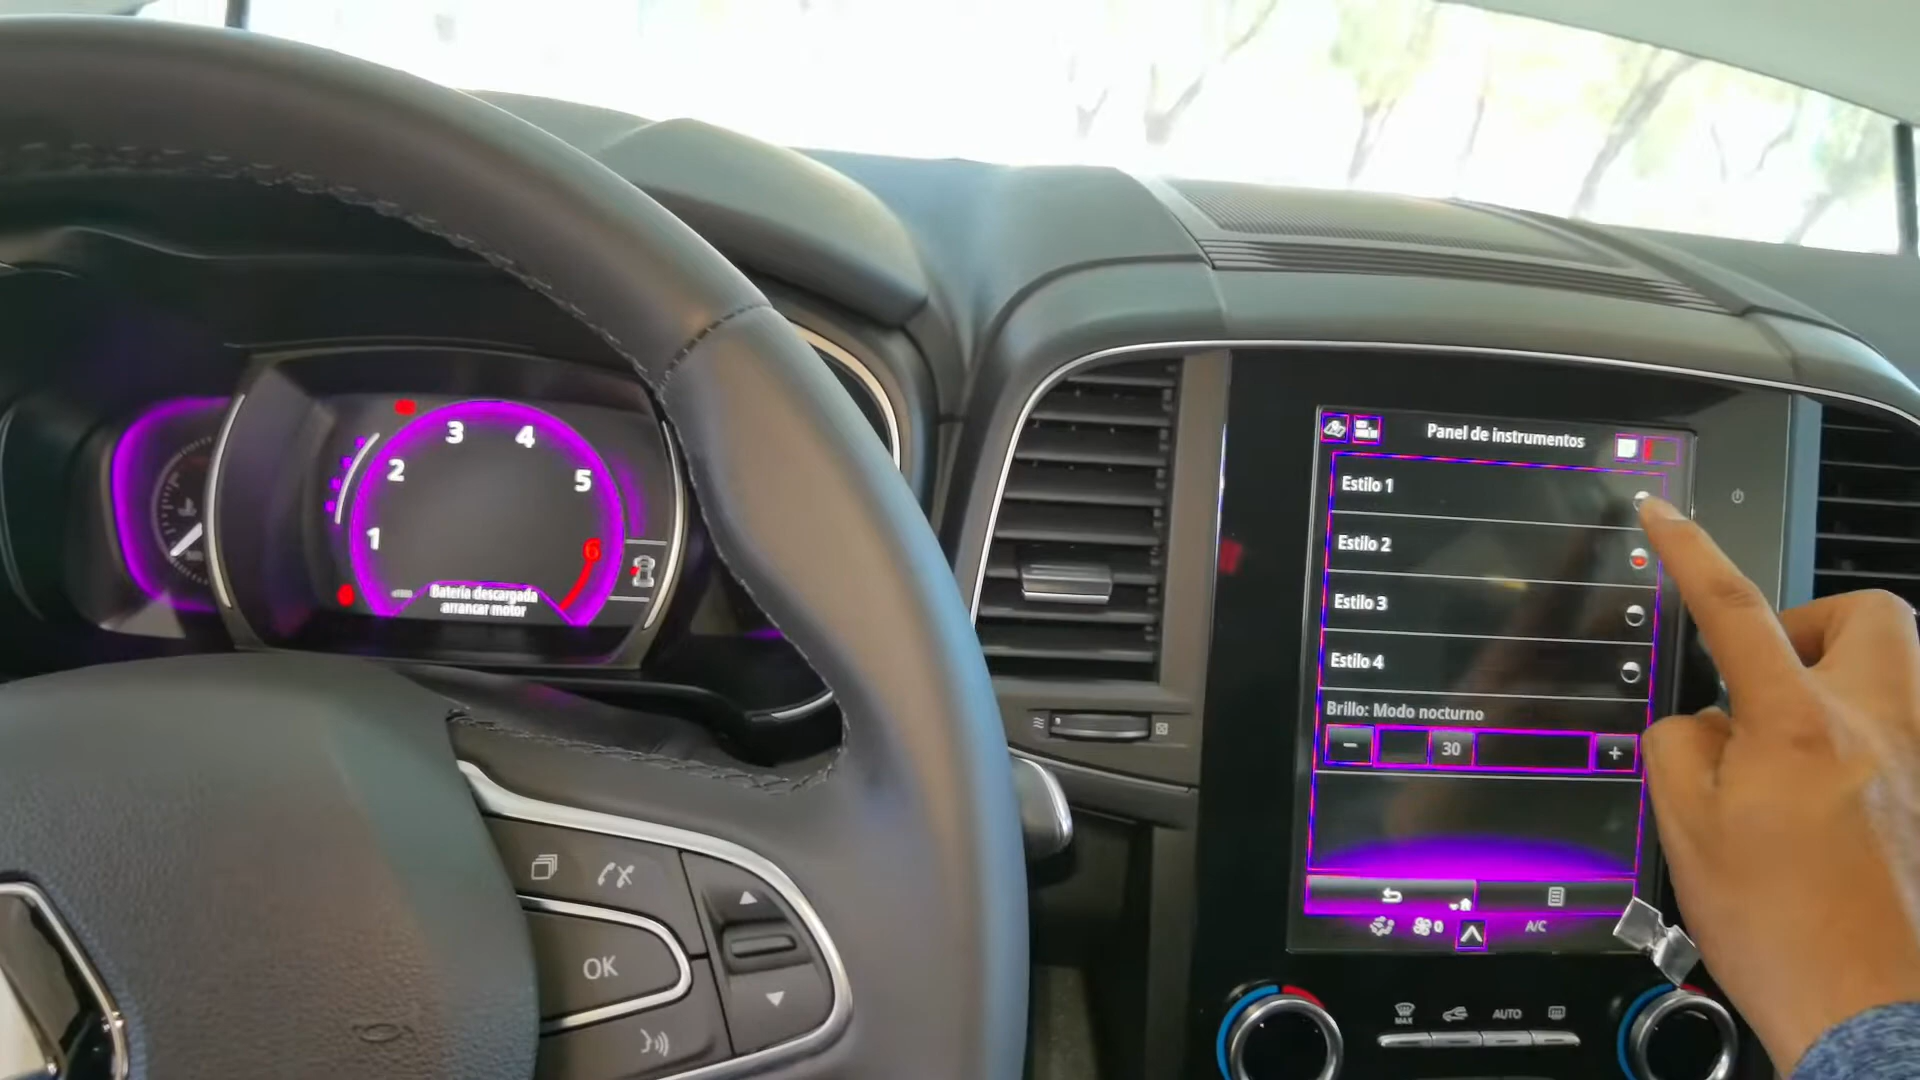 3
4
2
5
1
6
Batería descargada
arrancar motor
Panel de instrumentos
Estilo 1
Estilo 2
Estilo 3
Estilo 4
Brillo: Modo nocturno
− 30 +
0
A/C
OK
MAX
AUTO